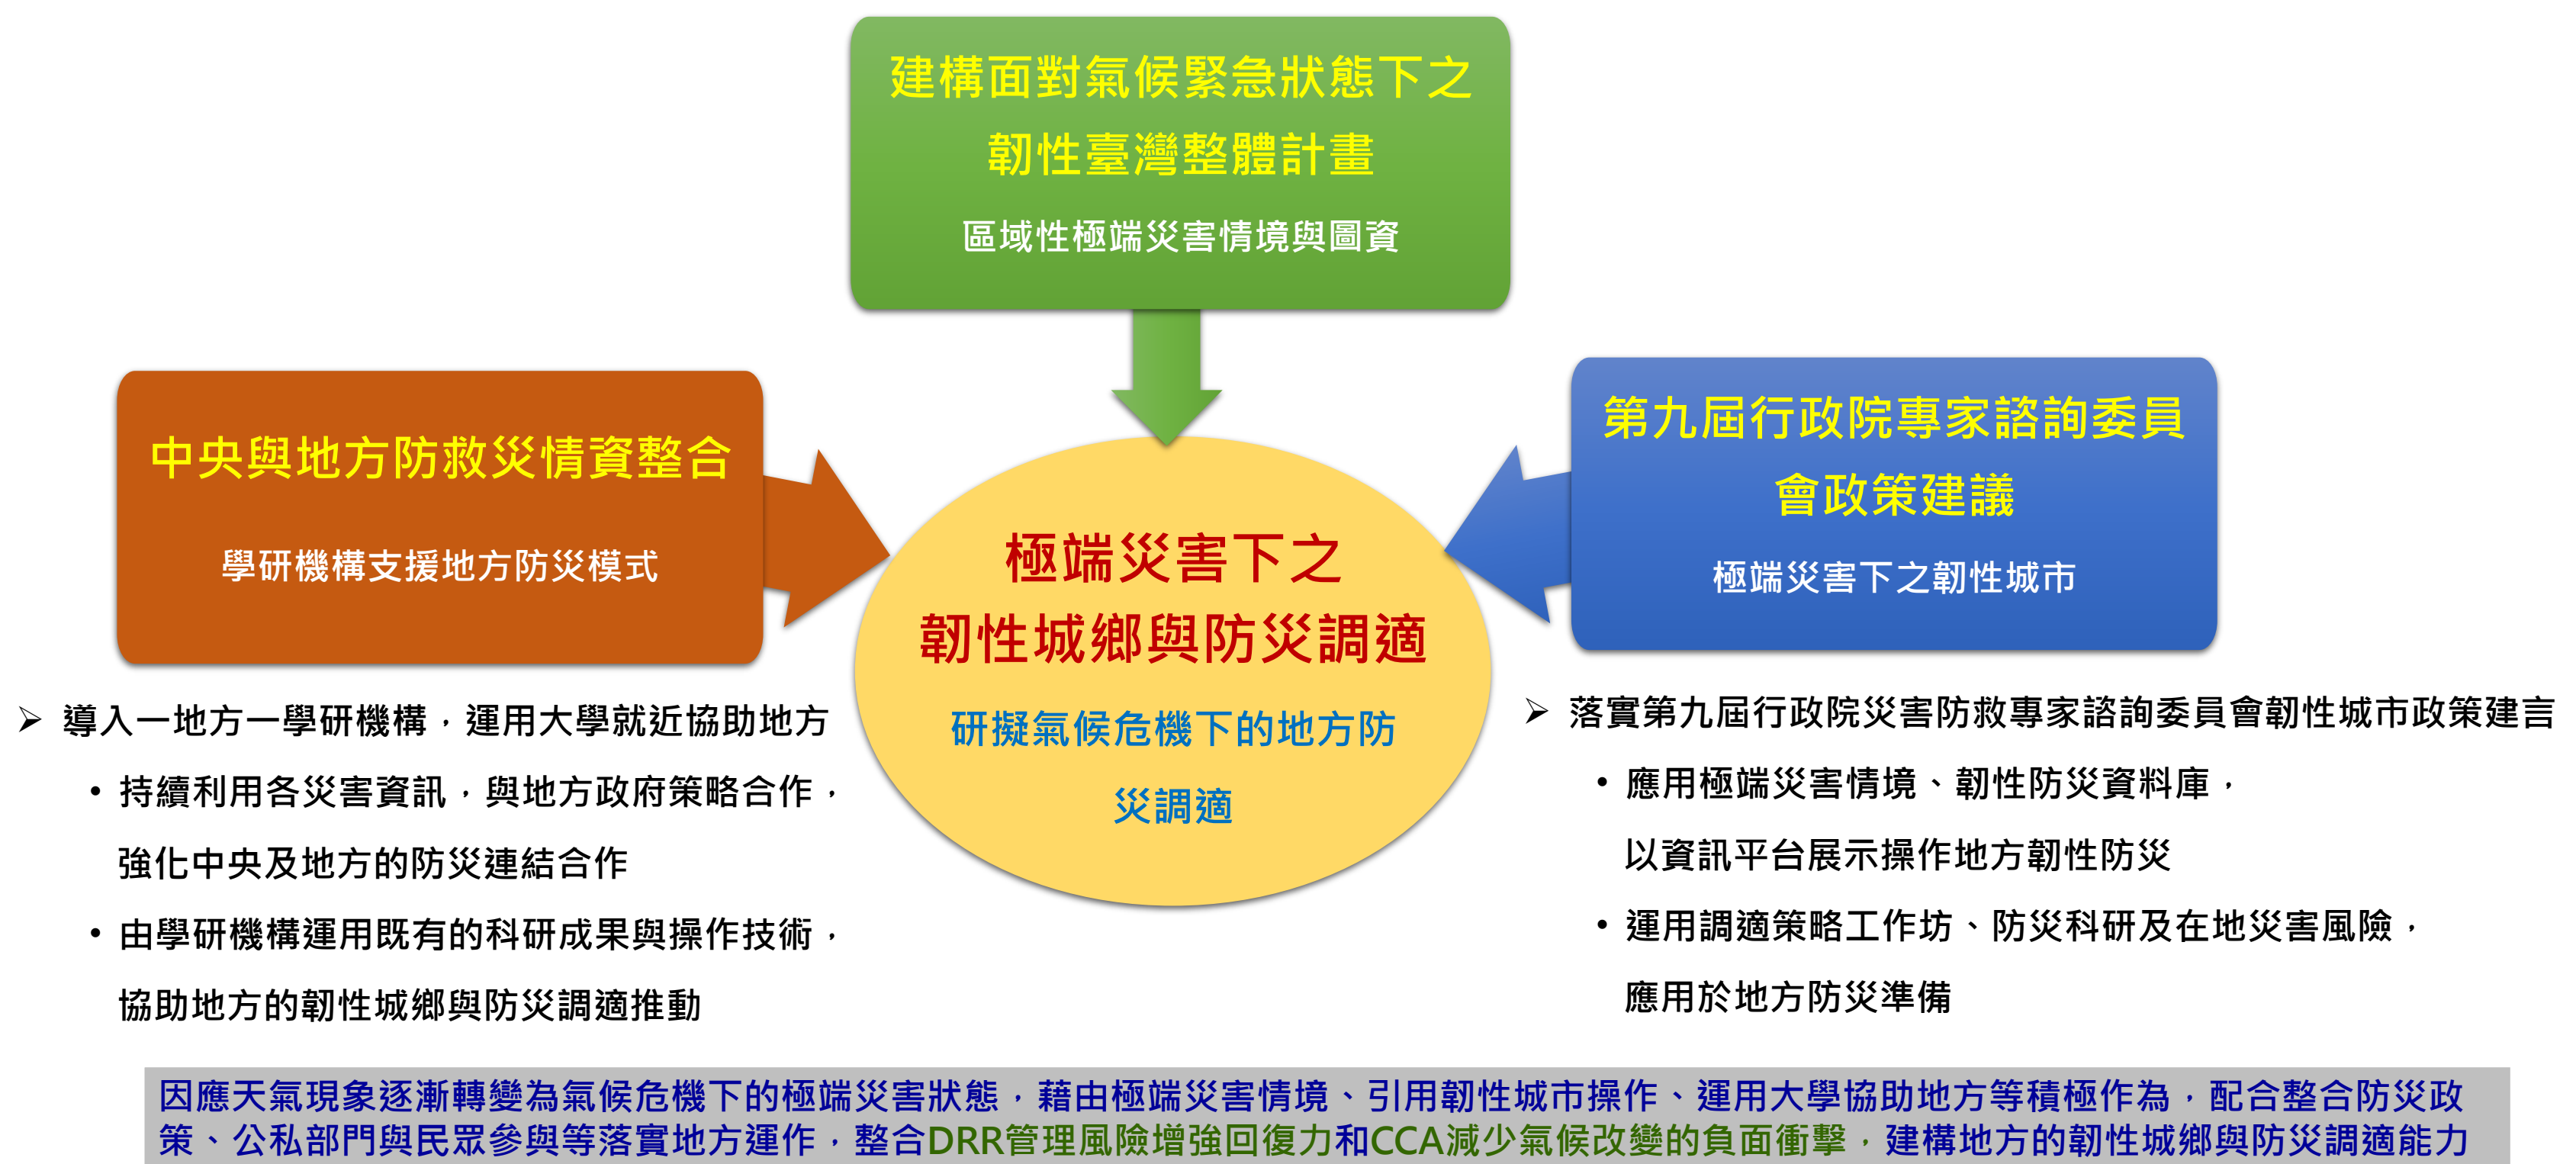 建構面對氣候緊急狀態下之
韌性臺灣整體計畫
區域性極端災害情境與圖資
中央與地方防救災情資整合
學研機構支援地方防災模式
第九屆行政院專家諮詢委員
會政策建議
極端災害下之韌性城市
極端災害下之
韌性城鄉與防災調適
研擬氣候危機下的地方防
災調適
➢ 導入一地方一學研機構，運用大學就近協助地方
• 持續利用各災害資訊，與地方政府策略合作，
強化中央及地方的防災連結合作
• 由學研機構運用既有的科研成果與操作技術，
協助地方的韌性城鄉與防災調適推動
➢ 落實第九屆行政院災害防救專家諮詢委員會韌性城市政策建言
• 應用極端災害情境、韌性防災資料庫，
以資訊平台展示操作地方韌性防災
• 運用調適策略工作坊、防災科研及在地災害風險，
應用於地方防災準備
因應天氣現象逐漸轉變為氣候危機下的極端災害狀態，藉由極端災害情境、引用韌性城市操作、運用大學協助地方等積極作為，配合整合防災政
策、公私部門與民眾參與等落實地方運作，整合DRR管理風險增強回復力和CCA減少氣候改變的負面衝擊，建構地方的韌性城鄉與防災調適能力